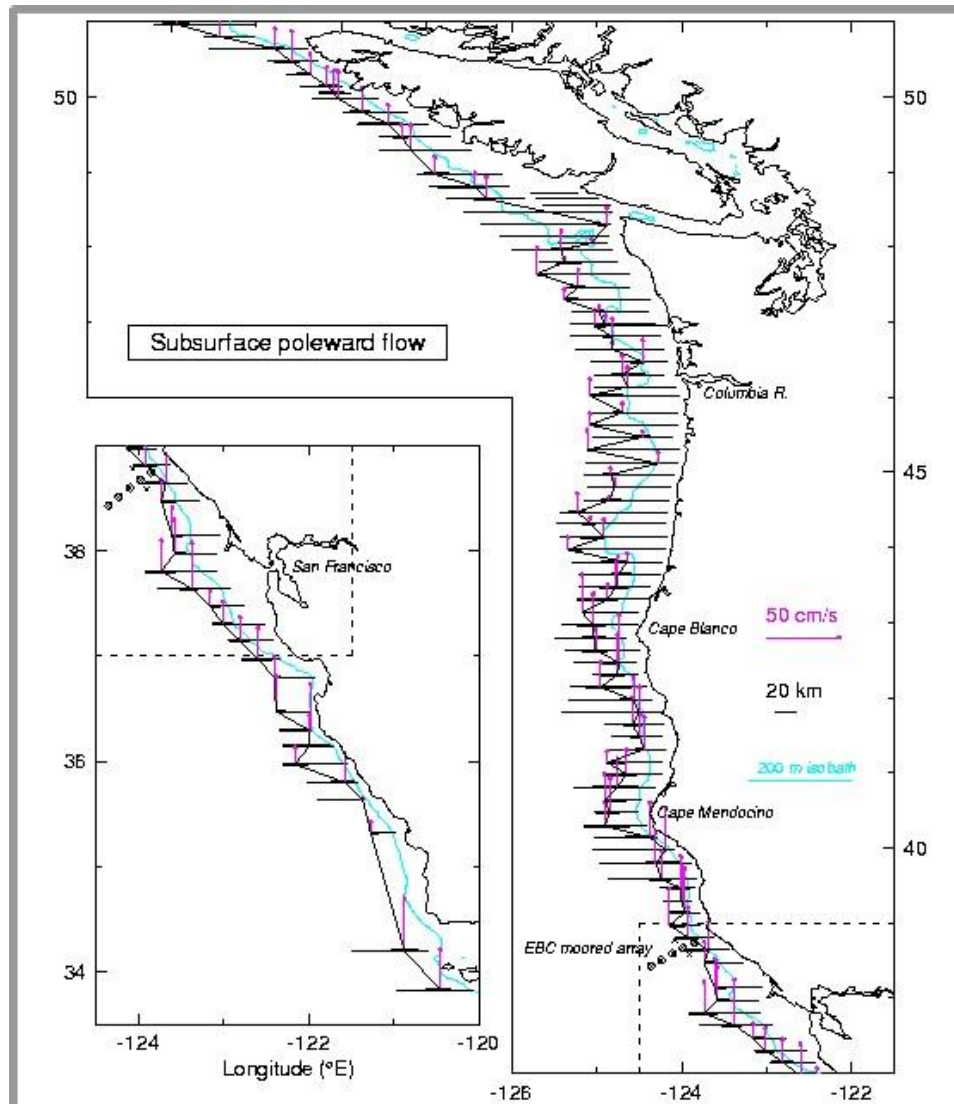 50
50
Subsurface poleward flow
Columbia R.
45
38
San Francisco
50 cm/s
Cape Blanco
20 km
36
200 m isobath
Cape Mendocino
40
EBC moored array
34
-124
-122
-120
Longitude (ºE)
-126
-124
-122